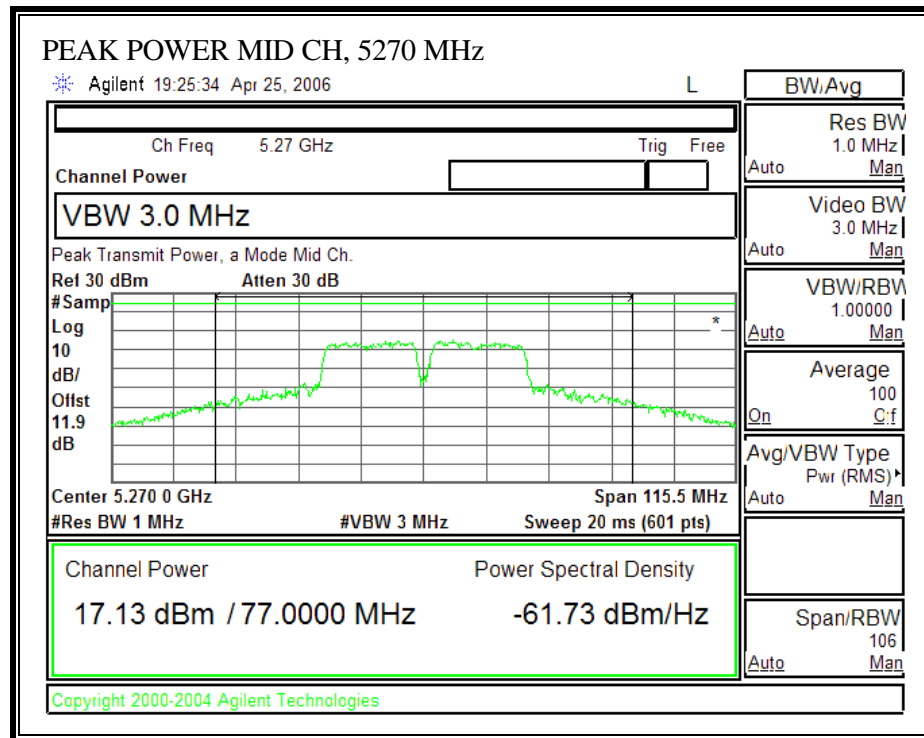 PEAK POWER MID CH, 5270 MHz
Agilent 19:25:34 Apr 25, 2006 L
BW/Avg
Ch Freq 5.27 GHz Trig Free
Channel Power
VBW 3.0 MHz
Peak Transmit Power, a Mode Mid Ch.
Ref 30 dBm Atten 30 dB
#Samp
Log
10
dB/
Offst
11.9
dB
*
Center 5.270 0 GHz Span 115.5 MHz
#Res BW 1 MHz #VBW 3 MHz Sweep 20 ms (601 pts)
Channel Power Power Spectral Density
17.13 dBm / 77.0000 MHz -61.73 dBm/Hz
Copyright 2000-2004 Agilent Technologies
Res BW
1.0 MHz
Auto Man
Video BW
3.0 MHz
Auto Man
VBW/RBW
1.00000
Auto Man
Average
100
On C:f
Avg/VBW Type
Pwr (RMS)
Auto Man
Span/RBW
106
Auto Man